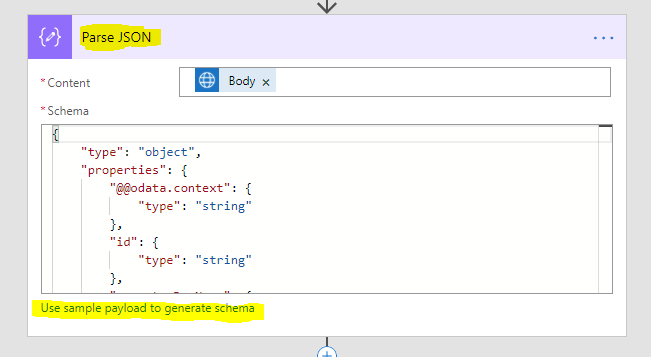 Parse JSON
*Content
Body ×
*Schema
{
"type": "object",
"properties": {
"@@odata.context": {
"type": "string"
},
"id": {
"type": "string"
},
Use sample payload to generate schema